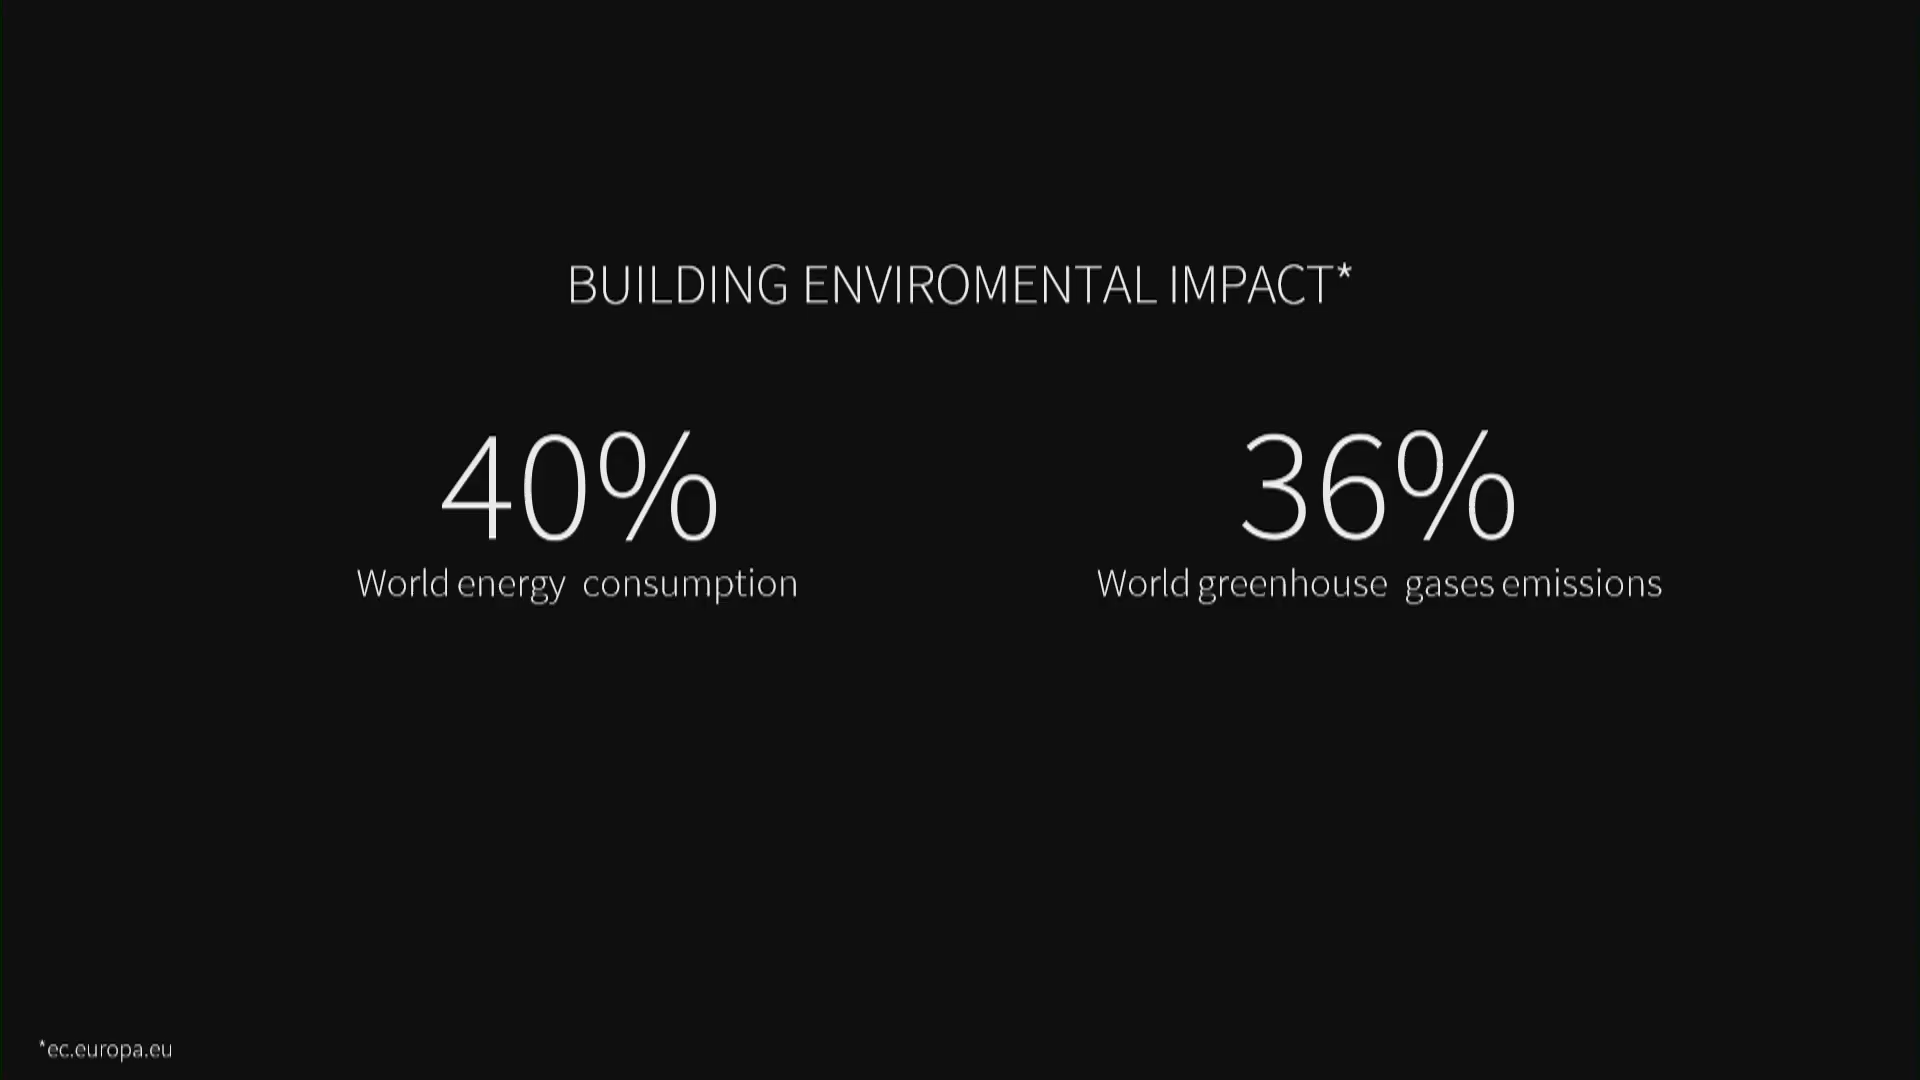 BUILDING ENVIROMENTAL IMPACT*
40%
World energy consumption
36%
World greenhouse gases emissions
*ec.europa.eu